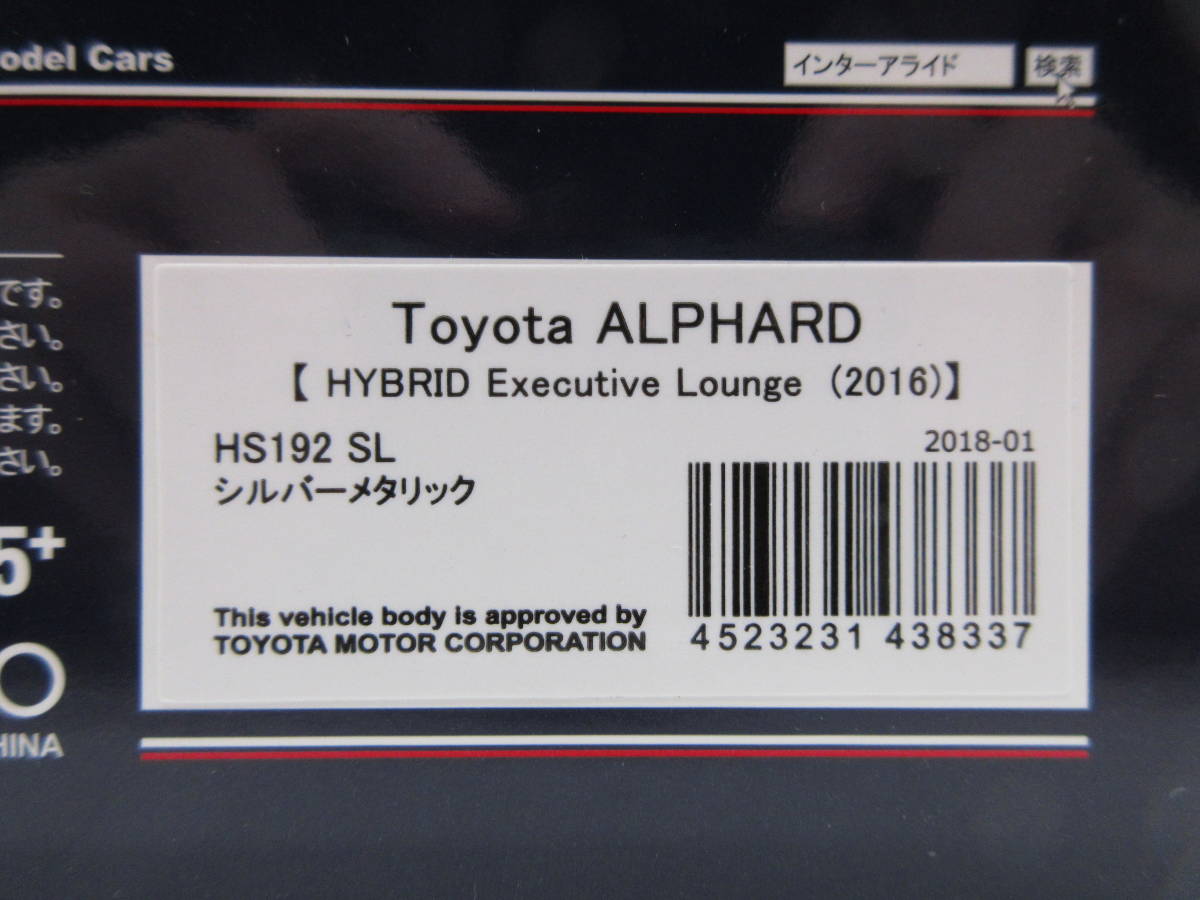 odel Cars
インターアライド 検索
です。
さい。
さい。
ます。
さい。
5+
HINA
Toyota ALPHARD
【 HYBRID Executive Lounge (2016)】
HS192 SL
2018-01
シルバーメタリック
This vehicle body is approved by
TOYOTA MOTOR CORPORATION
4523231 438337